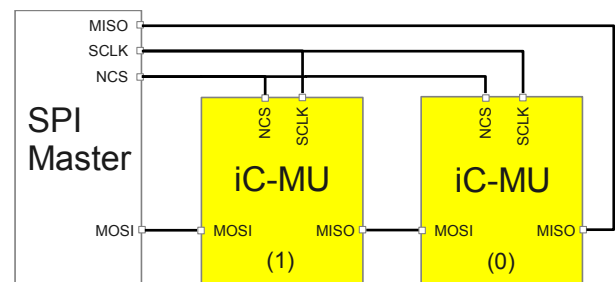 MISO
SCLK
NCS
SPI
Master
MOSI
NCS
SCLK
iC-MU
MOSI
MISO
(1)
NCS
SCLK
iC-MU
MOSI
MISO
(0)